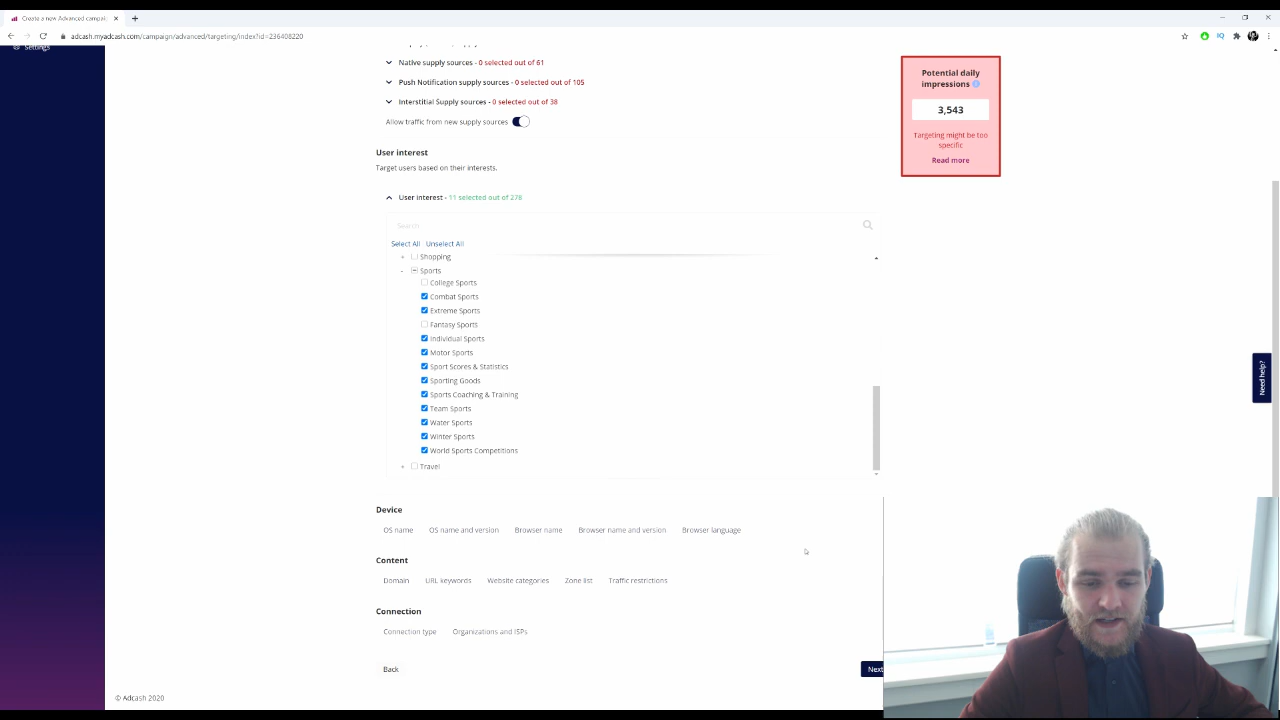 Create a new Advanced campai
adcash.myadcash.com/campaign/advanced/targeting/index?id=236408220
Settings
Native supply sources - 0 selected out of 61
Push Notification supply sources - 0 selected out of 105
Interstitial Supply sources - 0 selected out of 38
Allow traffic from new supply sources
Potential daily
impressions
3,543
Targeting might be too
specific
Read more
User interest
Target users based on their interests.
User interest - 11 selected out of 278
Search
Select All Unselect All
Shopping
Sports
College Sports
Combat Sports
Extreme Sports
Fantasy Sports
Individual Sports
Motor Sports
Sport Scores & Statistics
Sporting Goods
Sports Coaching & Training
Team Sports
Water Sports
Winter Sports
World Sports Competitions
Travel
Need help?
Device
OS name OS name and version Browser name Browser name and version Browser language
Content
Domain URL keywords Website categories Zone list Traffic restrictions
Connection
Connection type Organizations and ISPs
Back Next
© Adcash 2020